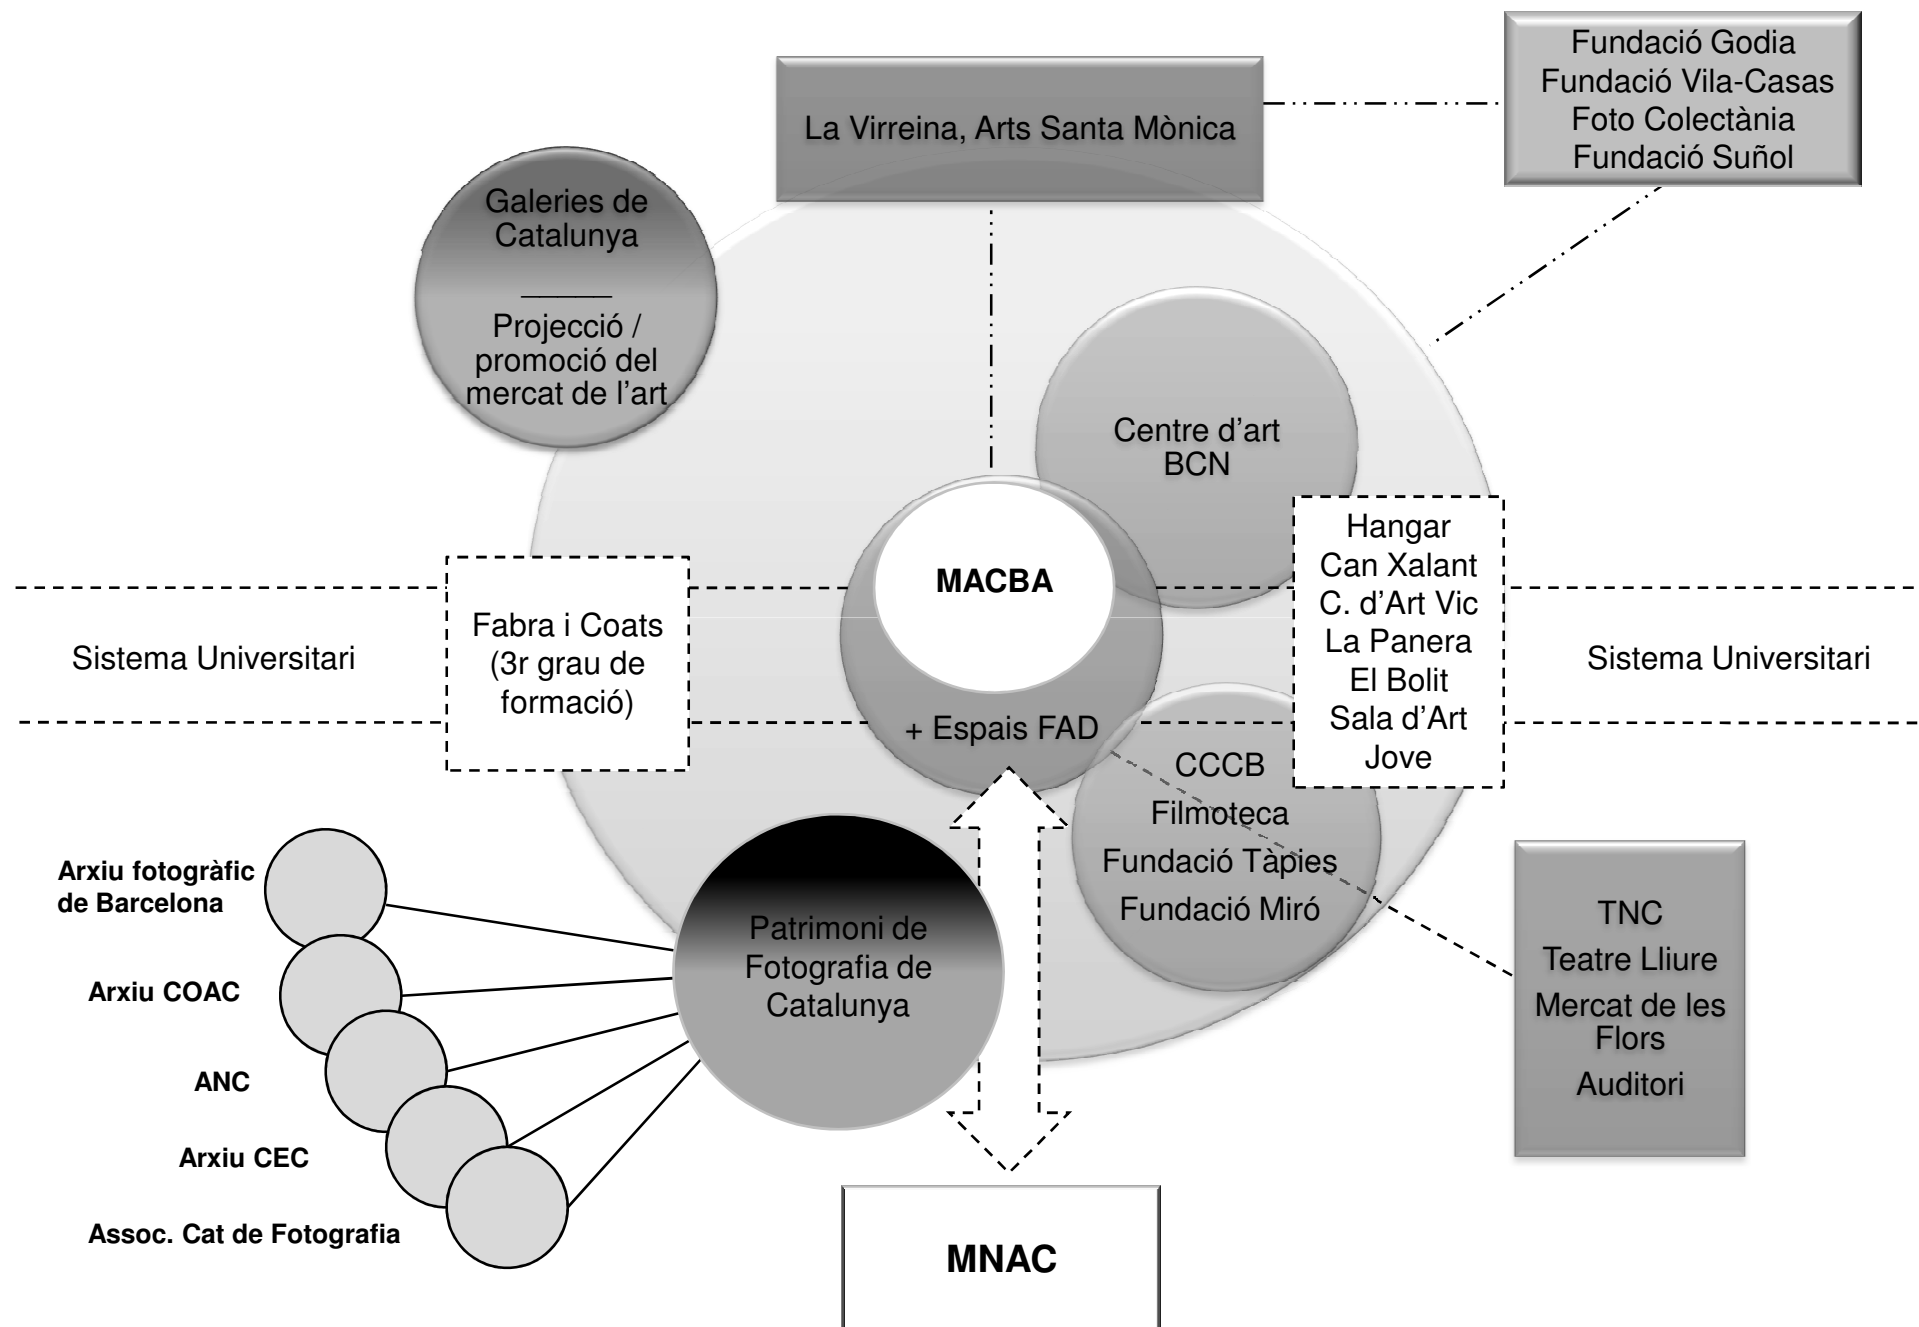 Fundació Godia
Fundació Vila-Casas
Foto Colectània
Fundació Suñol
La Virreina, Arts Santa Mònica
Galeries de
Catalunya
_____
Projecció /
promoció del
mercat de l’art
Centre d’art
BCN
MACBA
+ Espais FAD
Hangar
Can Xalant
C. d’Art Vic
La Panera
El Bolit
Sala d’Art
Jove
Sistema Universitari
Fabra i Coats
(3r grau de
formació)
Sistema Universitari
CCCB
Filmoteca
Fundació Tàpies
Fundació Miró
Arxiu fotogràfic
de Barcelona
Arxiu COAC
ANC
Arxiu CEC
Assoc. Cat de Fotografia
Patrimoni de
Fotografia de
Catalunya
TNC
Teatre Lliure
Mercat de les
Flors
Auditori
MNAC